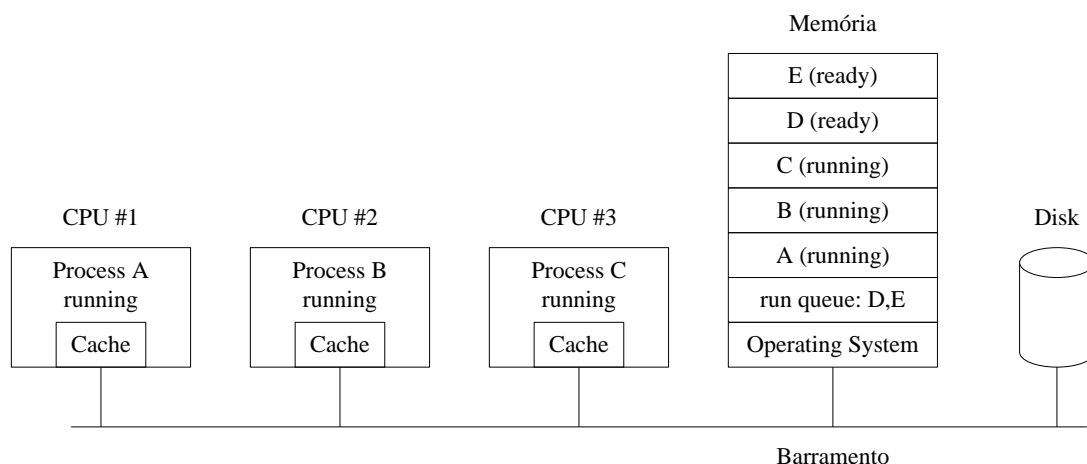 Memória
E (ready)
D (ready)
C (running)
B (running)
A (running)
run queue: D,E
Operating System
CPU #1
Process A
running
Cache
CPU #2
Process B
running
Cache
CPU #3
Process C
running
Cache
Disk
Barramento